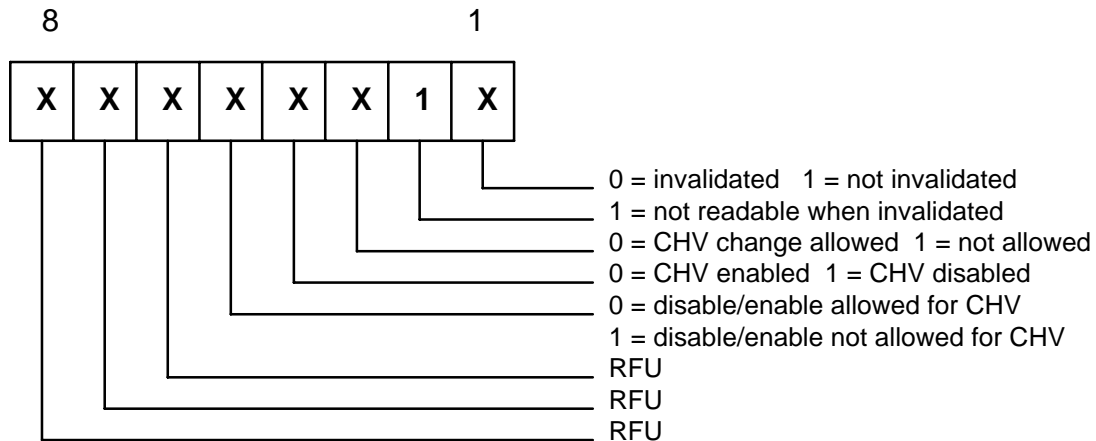 8 1
X X X X X X 1 X
0 = invalidated 1 = not invalidated
1 = not readable when invalidated
0 = CHV change allowed 1 = not allowed
0 = CHV enabled 1 = CHV disabled
0 = disable/enable allowed for CHV
1 = disable/enable not allowed for CHV
RFU
RFU
RFU